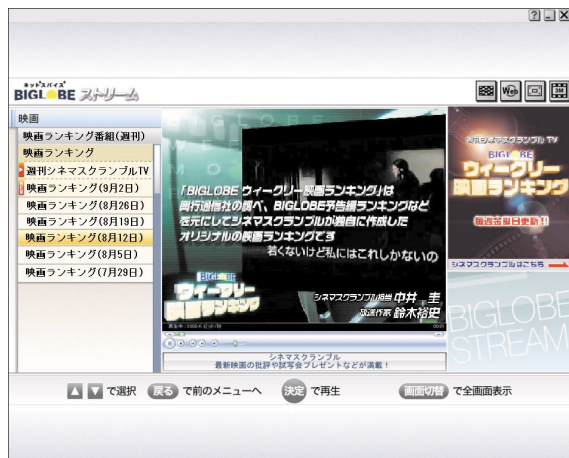 ネットスパイス
BIGLOBE ストリーム
Web
映画
映画ランキング番組(週刊)
映画ランキング
週刊シネマスクランブルTV
映画ランキング(9月2日)
映画ランキング(8月26日)
映画ランキング(8月19日)
映画ランキング(8月12日)
映画ランキング(8月5日)
映画ランキング(7月29日)
「BIGLOBE ウィークリー映画ランキング」は
興行通信社の調べ、BIGLOBE予告編ランキングなど
を元にしてシネマスクランブルが独自に作成した
オリジナルの映画ランキングです
若くないけど私にはこれしかないの
シネマスクランブル担当 中井 圭
放送作家 鈴木裕史
BIGLOBE
ウィークリー
映画ランキング
00:01
シネマスクランブル
最新映画の批評や試写会プレゼントなどが満載!
週刊シネマスクランブル TV
BIGLOBE
ウィークリー
映画ランキング
毎週金曜日更新!!
シネマスクランブルはこちら
BIGLOBE
STREAM
▲ ▼ で選択 戻る で前のメニューへ 決定 で再生 画面切替 で全画面表示